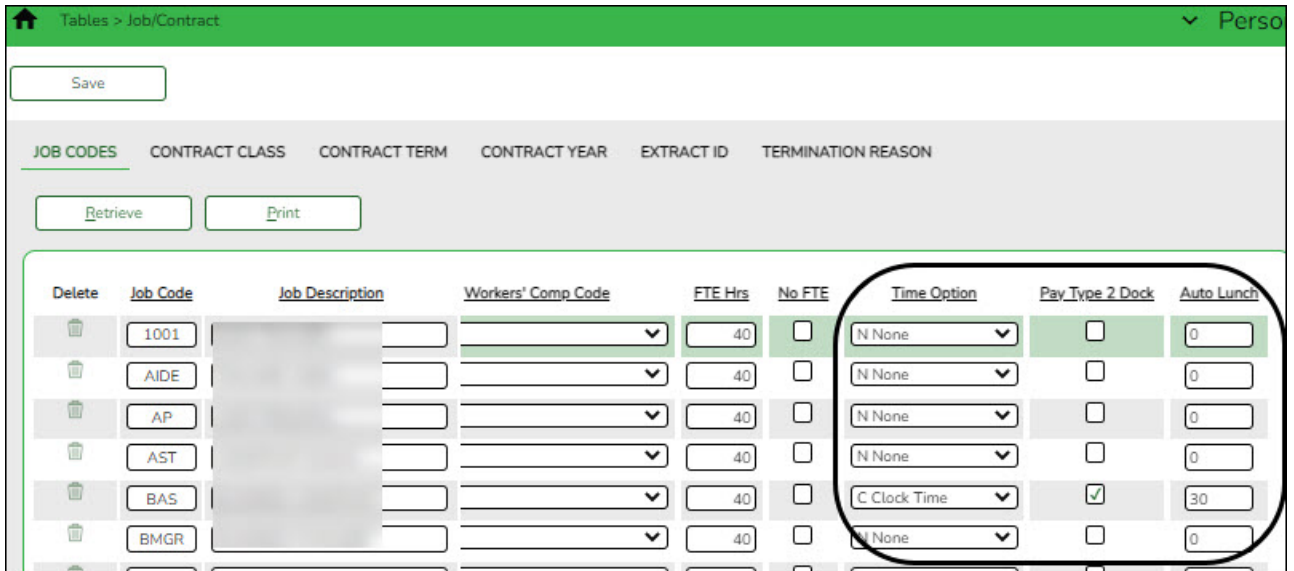 Tables > Job/Contract Perso
Save
JOB CODES CONTRACT CLASS CONTRACT TERM CONTRACT YEAR EXTRACT ID TERMINATION REASON
Retrieve Print
Delete Job Code Job Description Workers' Comp Code FTE Hrs No FTE Time Option Pay Type 2 Dock Auto Lunch
1001 40 N None 0
AIDE 40 N None 0
AP 40 N None 0
AST 40 N None 0
BAS 40 C Clock Time 30
BMGR 40 N None 0